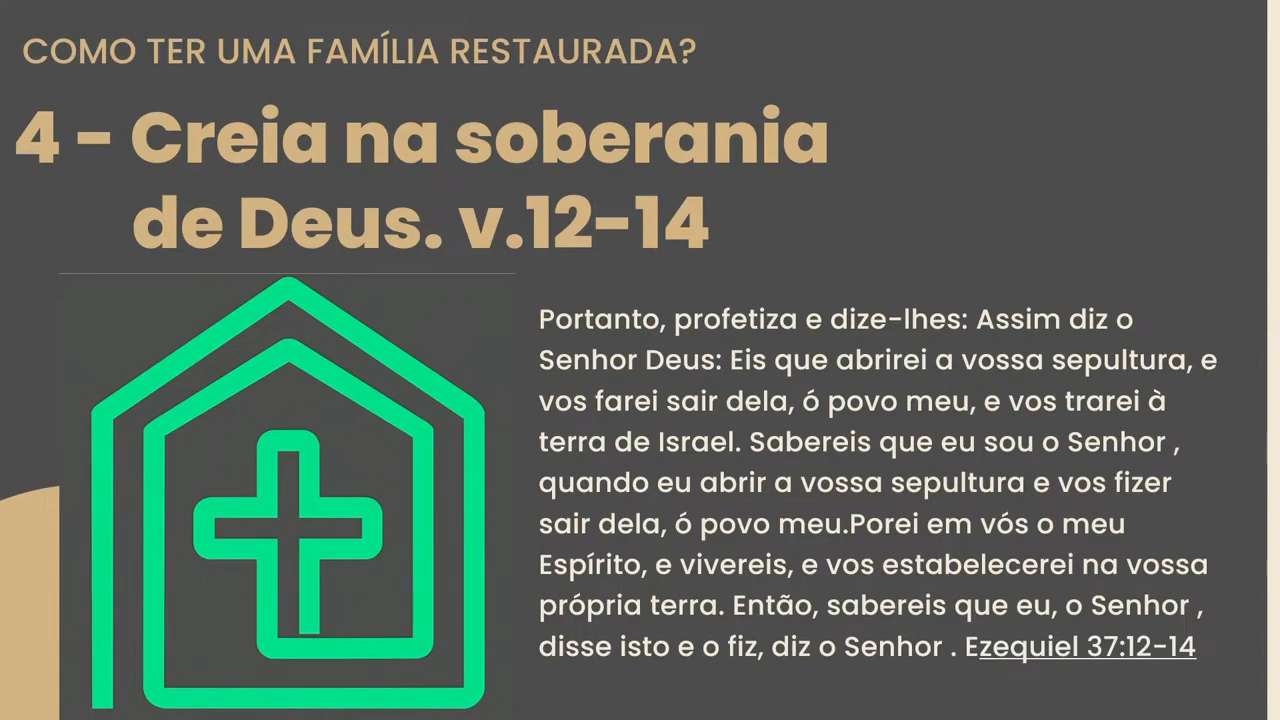 COMO TER UMA FAMÍLIA RESTAURADA?
4 - Creia na soberania
de Deus. v.12-14
Portanto, profetiza e dize-lhes: Assim diz o
Senhor Deus: Eis que abrirei a vossa sepultura, e
vos farei sair dela, ó povo meu, e vos trarei à
terra de Israel. Sabereis que eu sou o Senhor ,
quando eu abrir a vossa sepultura e vos fizer
sair dela, ó povo meu.Porei em vós o meu
Espírito, e vivereis, e vos estabelecerei na vossa
própria terra. Então, sabereis que eu, o Senhor ,
disse isto e o fiz, diz o Senhor . Ezequiel 37:12-14